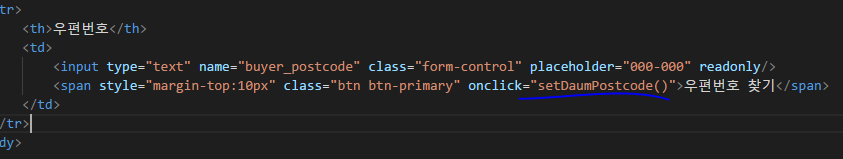 tr>
<th>우편번호</th>
<td>
<input type="text" name="buyer_postcode" class="form-control" placeholder="000-000" readonly/>
<span style="margin-top:10px" class="btn btn-primary" onclick="setDaumPostcode()">우편번호 찾기</span>
</td>
/tr>
dy>